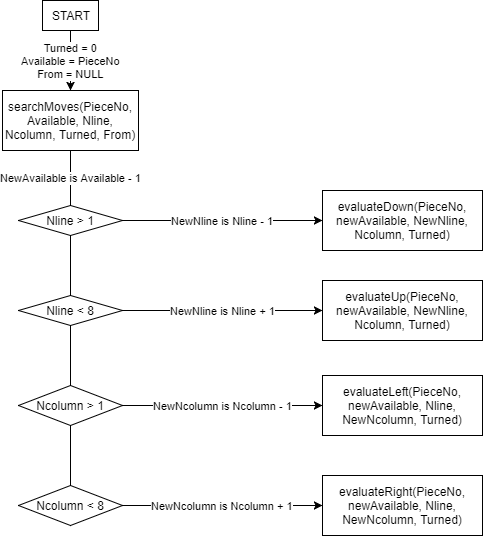 START
Turned = 0
Available = PieceNo
From = NULL
searchMoves(PieceNo,
Available, Nline,
Ncolumn, Turned, From)
NewAvailable is Available - 1
Nline > 1
NewNline is Nline - 1
evaluateDown(PieceNo,
newAvailable, NewNline,
Ncolumn, Turned)
Nline < 8
NewNline is Nline + 1
evaluateUp(PieceNo,
newAvailable, NewNline,
Ncolumn, Turned)
Ncolumn > 1
NewNcolumn is Ncolumn - 1
evaluateLeft(PieceNo,
newAvailable, Nline,
NewNcolumn, Turned)
Ncolumn < 8
NewNcolumn is Ncolumn + 1
evaluateRight(PieceNo,
newAvailable, Nline,
NewNcolumn, Turned)